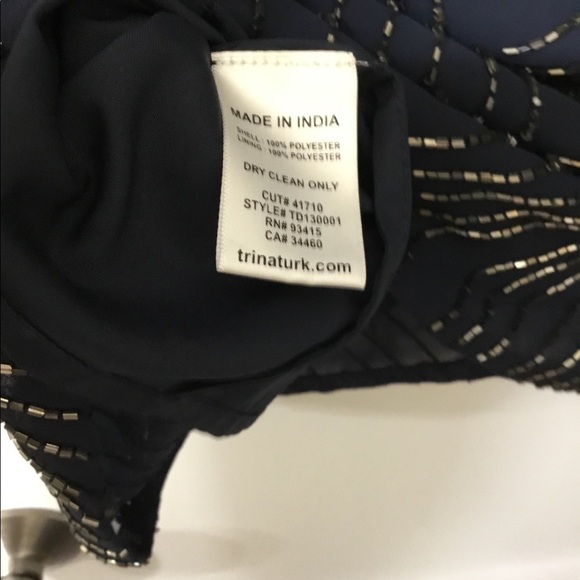 MADE IN INDIA
SHELL : 100% POLYESTER
LINING : 100% POLYESTER
DRY CLEAN ONLY
CUT# 41710
STYLE# TD130001
RN# 93415
CA# 34460
trinaturk.com